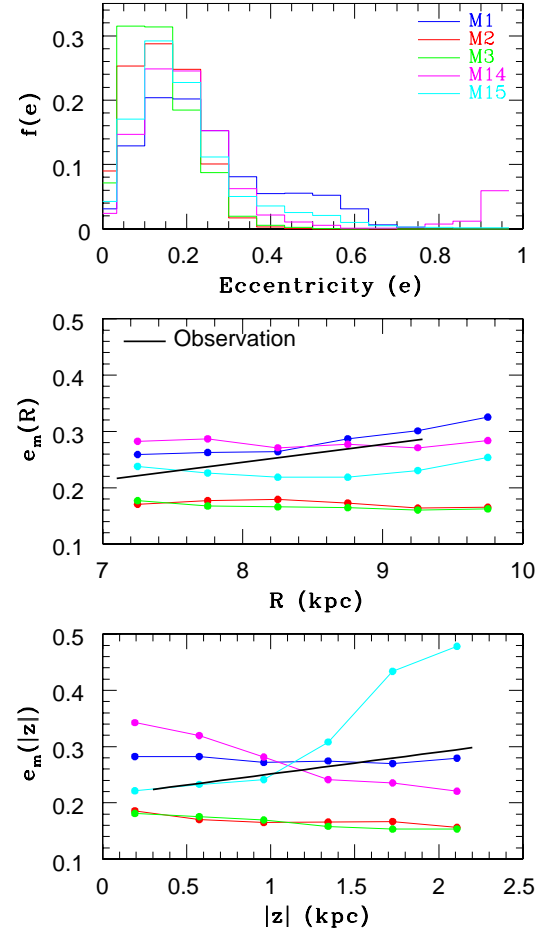 0.3
0.2
0.1
0
f(e)
M1
M2
M3
M14
M15
0 0.2 0.4 0.6 0.8 1
Eccentricity (e)
0.5
0.4
0.3
0.2
0.1
e_m(R)
Observation
7 8 9 10
R (kpc)
0.5
0.4
0.3
0.2
0.1
e_m(|z|)
0 0.5 1 1.5 2 2.5
|z| (kpc)